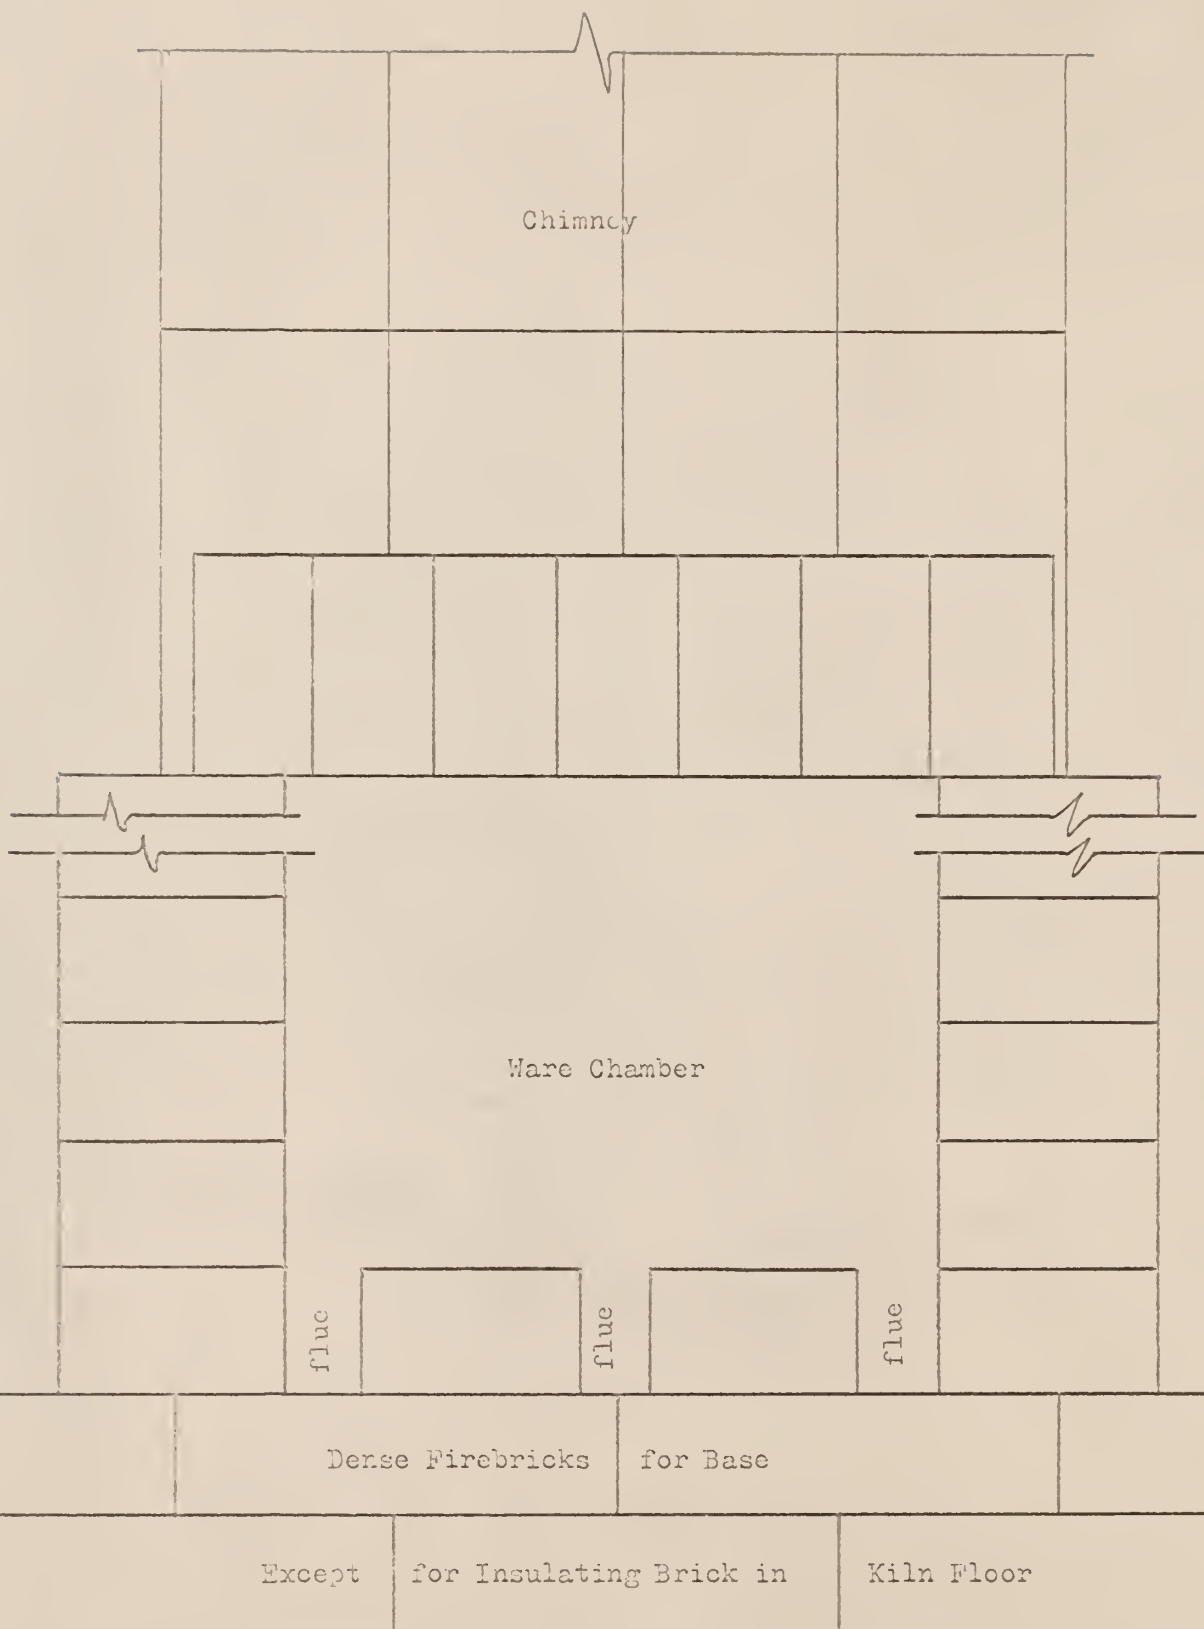 Chimney
Ware Chamber
flue
flue
flue
Dense Firebricks for Base
Except for Insulating Brick in Kiln Floor